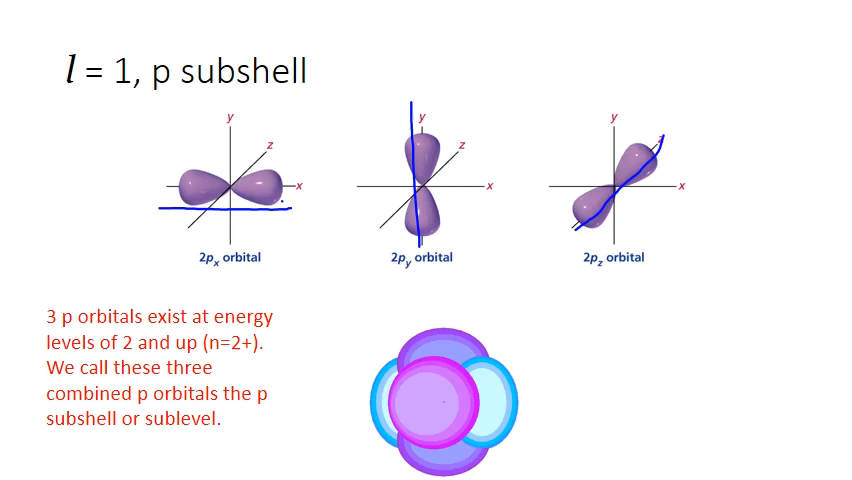 l = 1, p subshell
y
z
x
2px orbital
y
z
x
2py orbital
y
z
x
2pz orbital
3 p orbitals exist at energy
levels of 2 and up (n=2+).
We call these three
combined p orbitals the p
subshell or sublevel.